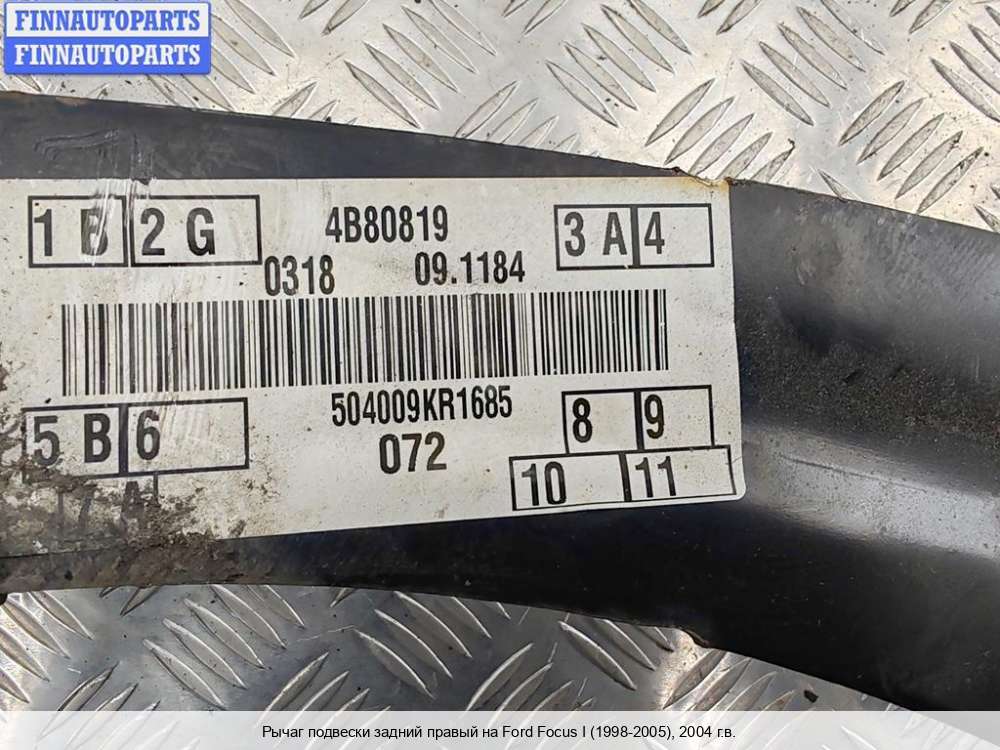 FINNAUTOPARTS
FINNAUTOPARTS
1 B 2 G 4B80819 3 A 4
0318 09.1184
504009KR1685
5 B 6 072 8 9
10 11
7 A
Рычаг подвески задний правый на Ford Focus I (1998-2005), 2004 г.в.